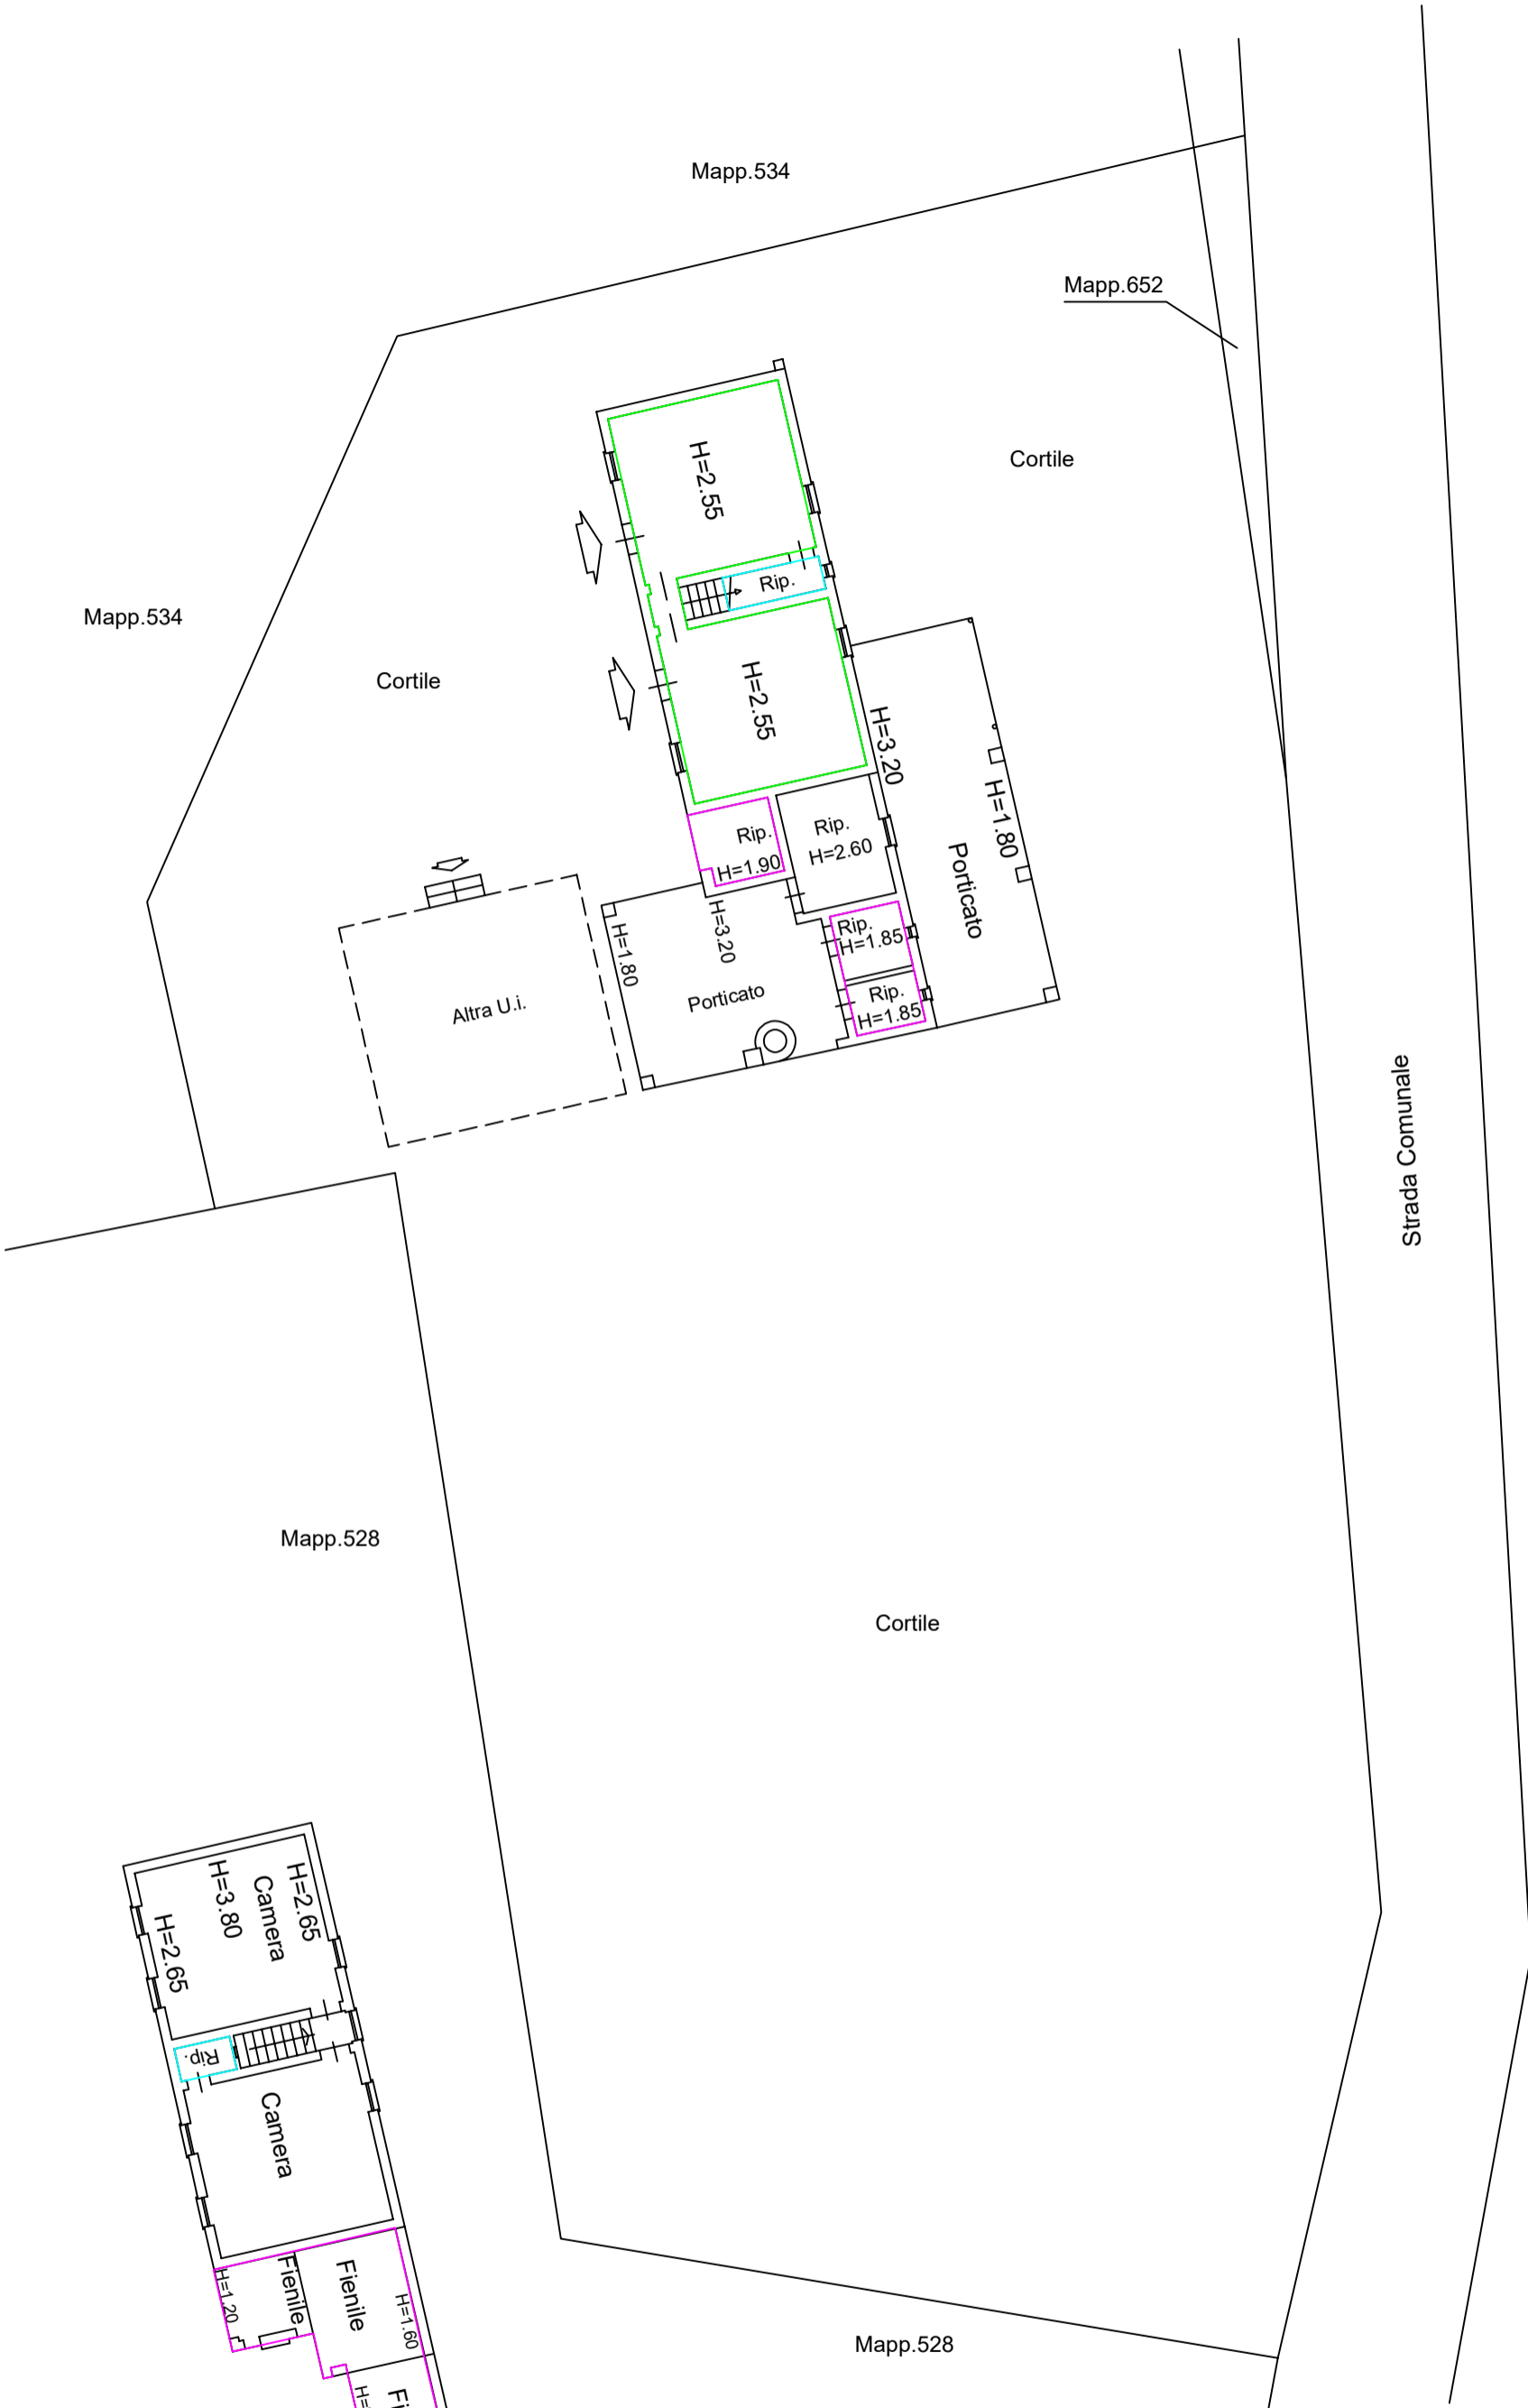 Mapp.534
Mapp.652
Cortile
H=2.55
Rip.
Mapp.534
Cortile
H=2.55
H=3.20
H=1.80
Rip.
H=1.90
Rip.
H=2.60
Porticato
H=1.80
H=3.20
Rip.
H=1.85
Porticato
Rip.
H=1.85
Altra U.i.
Strada Comunale
Mapp.528
Cortile
H=2.65
Camera
H=3.80
H=2.65
Rip.
Camera
Fienile
Fienile
H=1.20
H=1.60
Mapp.528